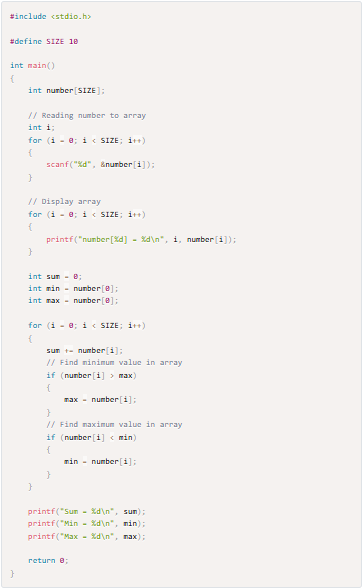 #include <stdio.h>

#define SIZE 10

int main()
{
    int number[SIZE];

    // Reading number to array
    int i;
    for (i = 0; i < SIZE; i++)
    {
        scanf("%d", &number[i]);
    }

    // Display array
    for (i = 0; i < SIZE; i++)
    {
        printf("number[%d] = %d\n", i, number[i]);
    }

    int sum = 0;
    int min = number[0];
    int max = number[0];

    for (i = 0; i < SIZE; i++)
    {
        sum += number[i];
        // Find minimum value in array
        if (number[i] > max)
        {
            max = number[i];
        }
        // Find maximum value in array
        if (number[i] < min)
        {
            min = number[i];
        }
    }

    printf("Sum = %d\n", sum);
    printf("Min = %d\n", min);
    printf("Max = %d\n", max);

    return 0;
}